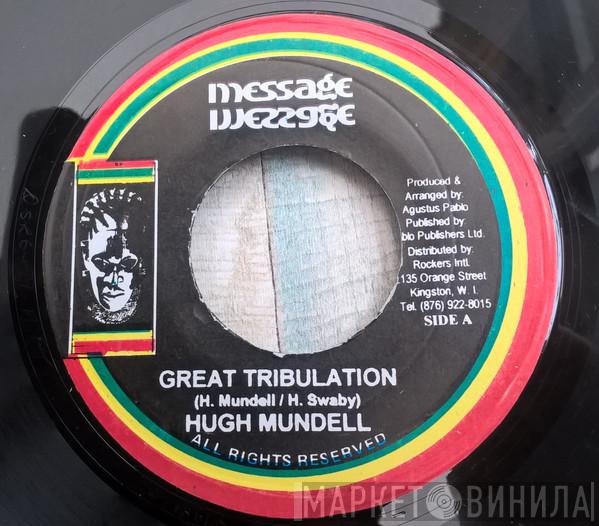 message
message
Produced &
Arranged by:
Agustus Pablo
Published by:
blo Publishers Ltd.
Distributed by:
Rockers Intl.
135 Orange Street
Kingston, W. I.
Tel. (876) 922-8015
SIDE A
GREAT TRIBULATION
(H. Mundell / H. Swaby)
HUGH MUNDELL
ALL RIGHTS RESERVED
МАРКЕТ ВИНИЛА